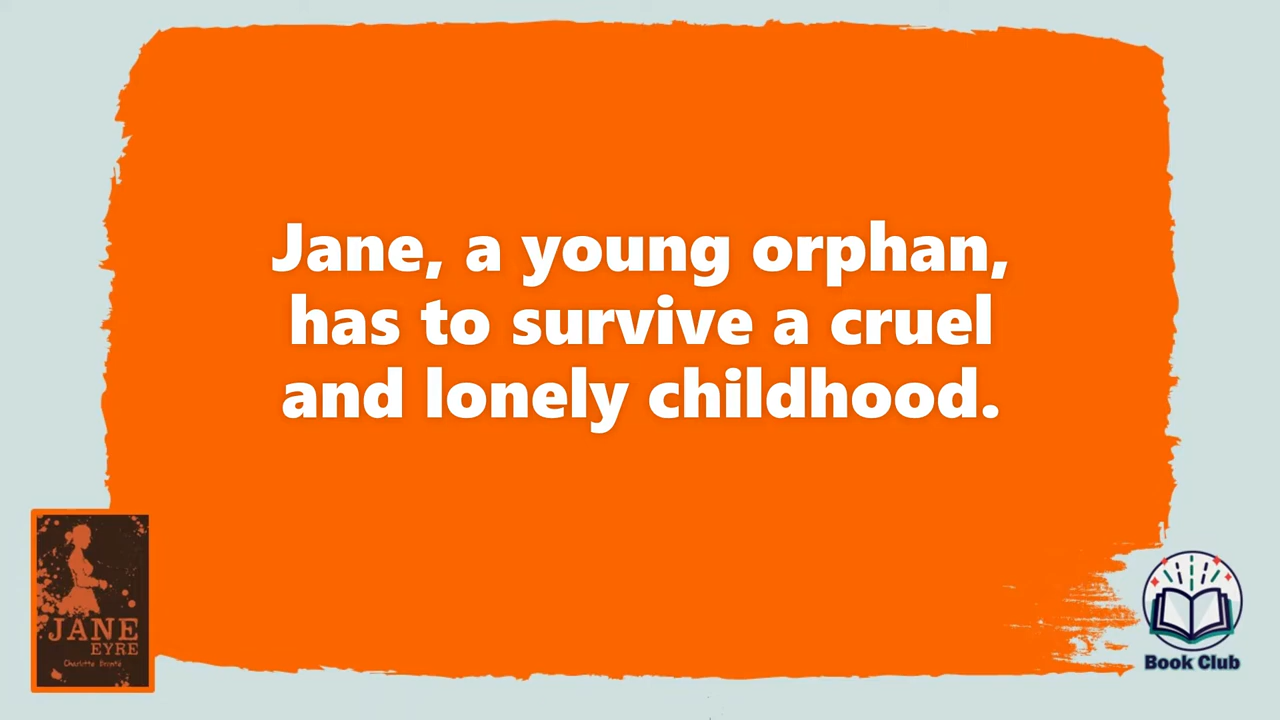 Jane, a young orphan,
has to survive a cruel
and lonely childhood.
JANE
EYRE
Charlotte Brontë
Book Club